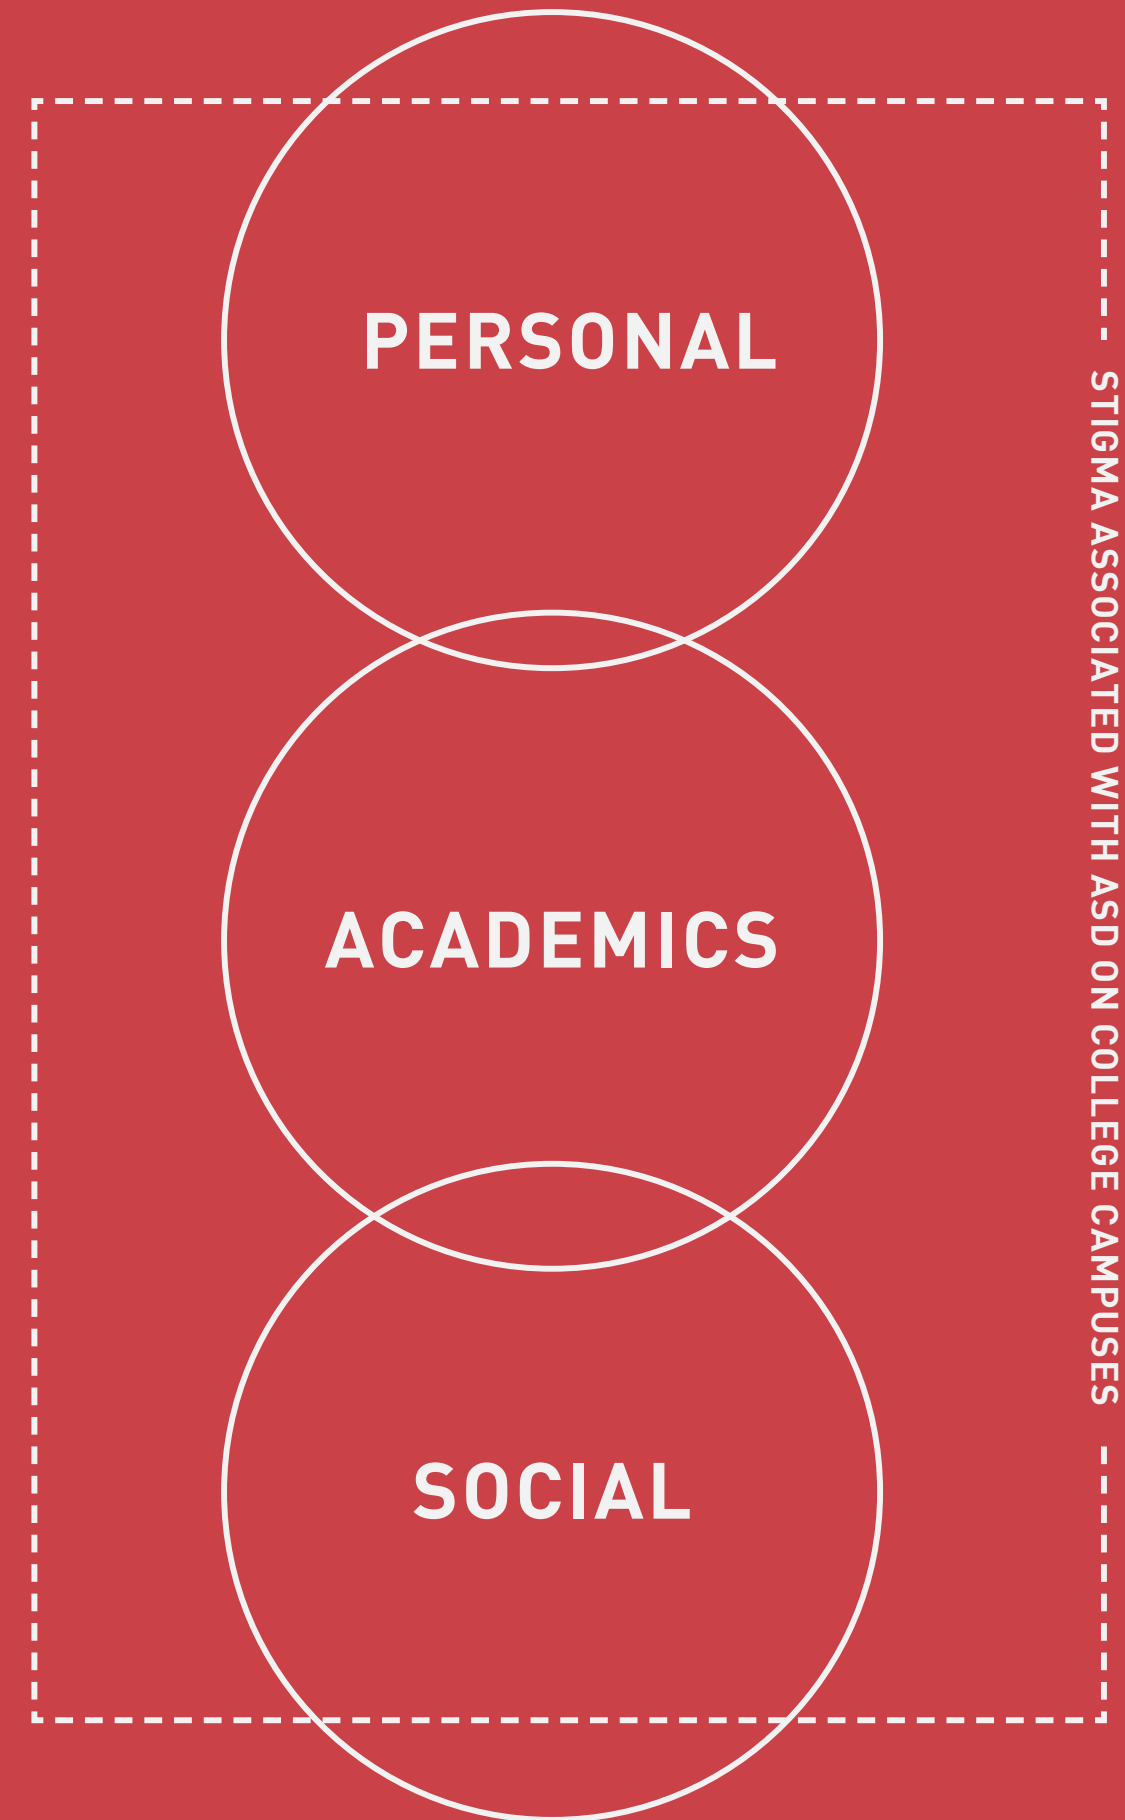 PERSONAL
STIGMA ASSOCIATED WITH ASD ON COLLEGE CAMPUSES
ACADEMICS
SOCIAL